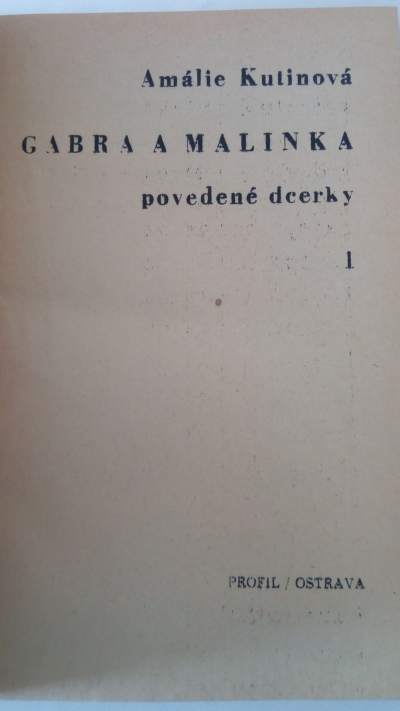 Amálie Kutinová
GABRA A MALINKA
povedené dcerky
1
PROFIL / OSTRAVA